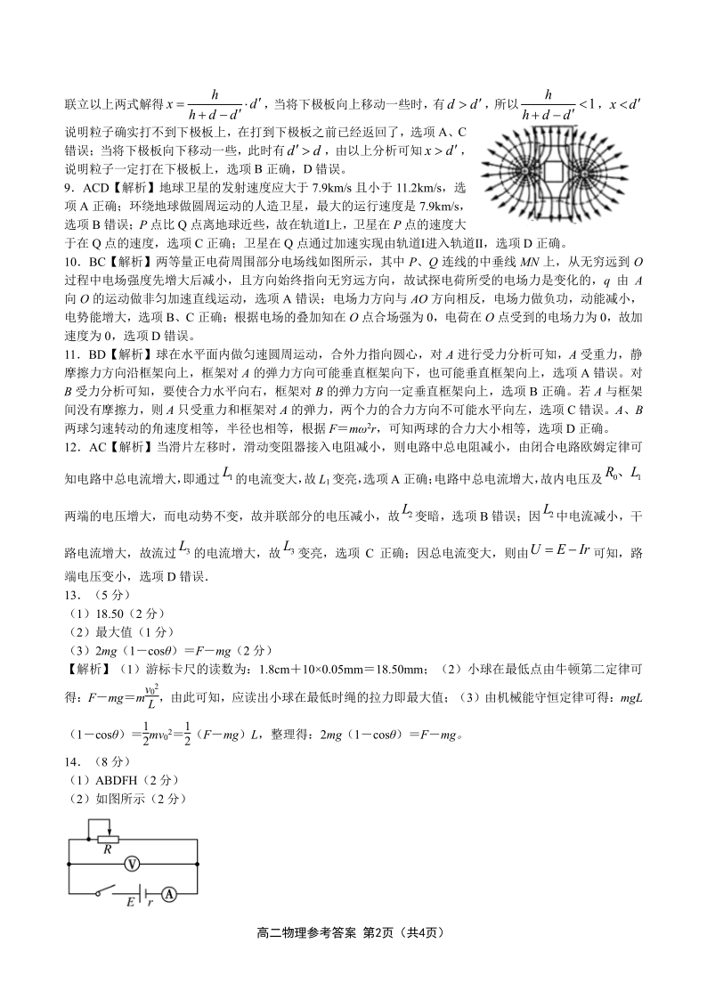 联立以上两式解得 x = h/(h+d−d′)·d′，当将下极板向上移动一些时，有 d＞d′，所以 h/(h+d−d′)＜1，x＜d′
说明粒子确实打不到下极板上，在打到下极板之前已经返回了，选项 A、C
错误；当将下极板向下移动一些，此时有 d′＞d，由以上分析可知 x＞d′，
说明粒子一定打在下极板上，选项 B 正确，D 错误。
9．ACD【解析】地球卫星的发射速度应大于 7.9km/s 且小于 11.2km/s，选
项 A 正确；环绕地球做圆周运动的人造卫星，最大的运行速度是 7.9km/s，
选项 B 错误；P 点比 Q 点离地球近些，故在轨道Ⅰ上，卫星在 P 点的速度大
于在 Q 点的速度，选项 C 正确；卫星在 Q 点通过加速实现由轨道Ⅰ进入轨道Ⅱ，选项 D 正确。
10．BC【解析】两等量正电荷周围部分电场线如图所示，其中 P、Q 连线的中垂线 MN 上，从无穷远到 O
过程中电场强度先增大后减小，且方向始终指向无穷远方向，故试探电荷所受的电场力是变化的，q 由 A
向 O 的运动做非匀加速直线运动，选项 A 错误；电场力方向与 AO 方向相反，电场力做负功，动能减小，
电势能增大，选项 B、C 正确；根据电场的叠加知在 O 点合场强为 0，电荷在 O 点受到的电场力为 0，故加
速度为 0，选项 D 错误。
11．BD【解析】球在水平面内做匀速圆周运动，合外力指向圆心，对 A 进行受力分析可知，A 受重力，静
摩擦力方向沿框架向上，框架对 A 的弹力方向可能垂直框架向下，也可能垂直框架向上，选项 A 错误。对
B 受力分析可知，要使合力水平向右，框架对 B 的弹力方向一定垂直框架向上，选项 B 正确。若 A 与框架
间没有摩擦力，则 A 只受重力和框架对 A 的弹力，两个力的合力方向不可能水平向左，选项 C 错误。A、B
两球匀速转动的角速度相等，半径也相等，根据 F＝mω²r，可知两球的合力大小相等，选项 D 正确。
12．AC【解析】当滑片左移时，滑动变阻器接入电阻减小，则电路中总电阻减小，由闭合电路欧姆定律可
知电路中总电流增大，即通过 L₁ 的电流变大，故 L₁变亮，选项 A 正确；电路中总电流增大，故内电压及 R₀、L₁
两端的电压增大，而电动势不变，故并联部分的电压减小，故 L₂ 变暗，选项 B 错误；因 L₂ 中电流减小，干
路电流增大，故流过 L₃ 的电流增大，故 L₃ 变亮，选项 C 正确；因总电流变大，则由 U = E − Ir 可知，路
端电压变小，选项 D 错误.
13．（5 分）
（1）18.50（2 分）
（2）最大值（1 分）
（3）2mg（1－cosθ）＝F－mg（2 分）
【解析】（1）游标卡尺的读数为：1.8cm＋10×0.05mm＝18.50mm；（2）小球在最低点由牛顿第二定律可
得：F－mg＝mv₀²/L，由此可知，应读出小球在最低时绳的拉力即最大值；（3）由机械能守恒定律可得：mgL
（1－cosθ）＝1/2mv₀²＝1/2（F－mg）L，整理得：2mg（1－cosθ）＝F－mg。
14．（8 分）
（1）ABDFH（2 分）
（2）如图所示（2 分）
R
V
E r A
高二物理参考答案 第2页（共4页）